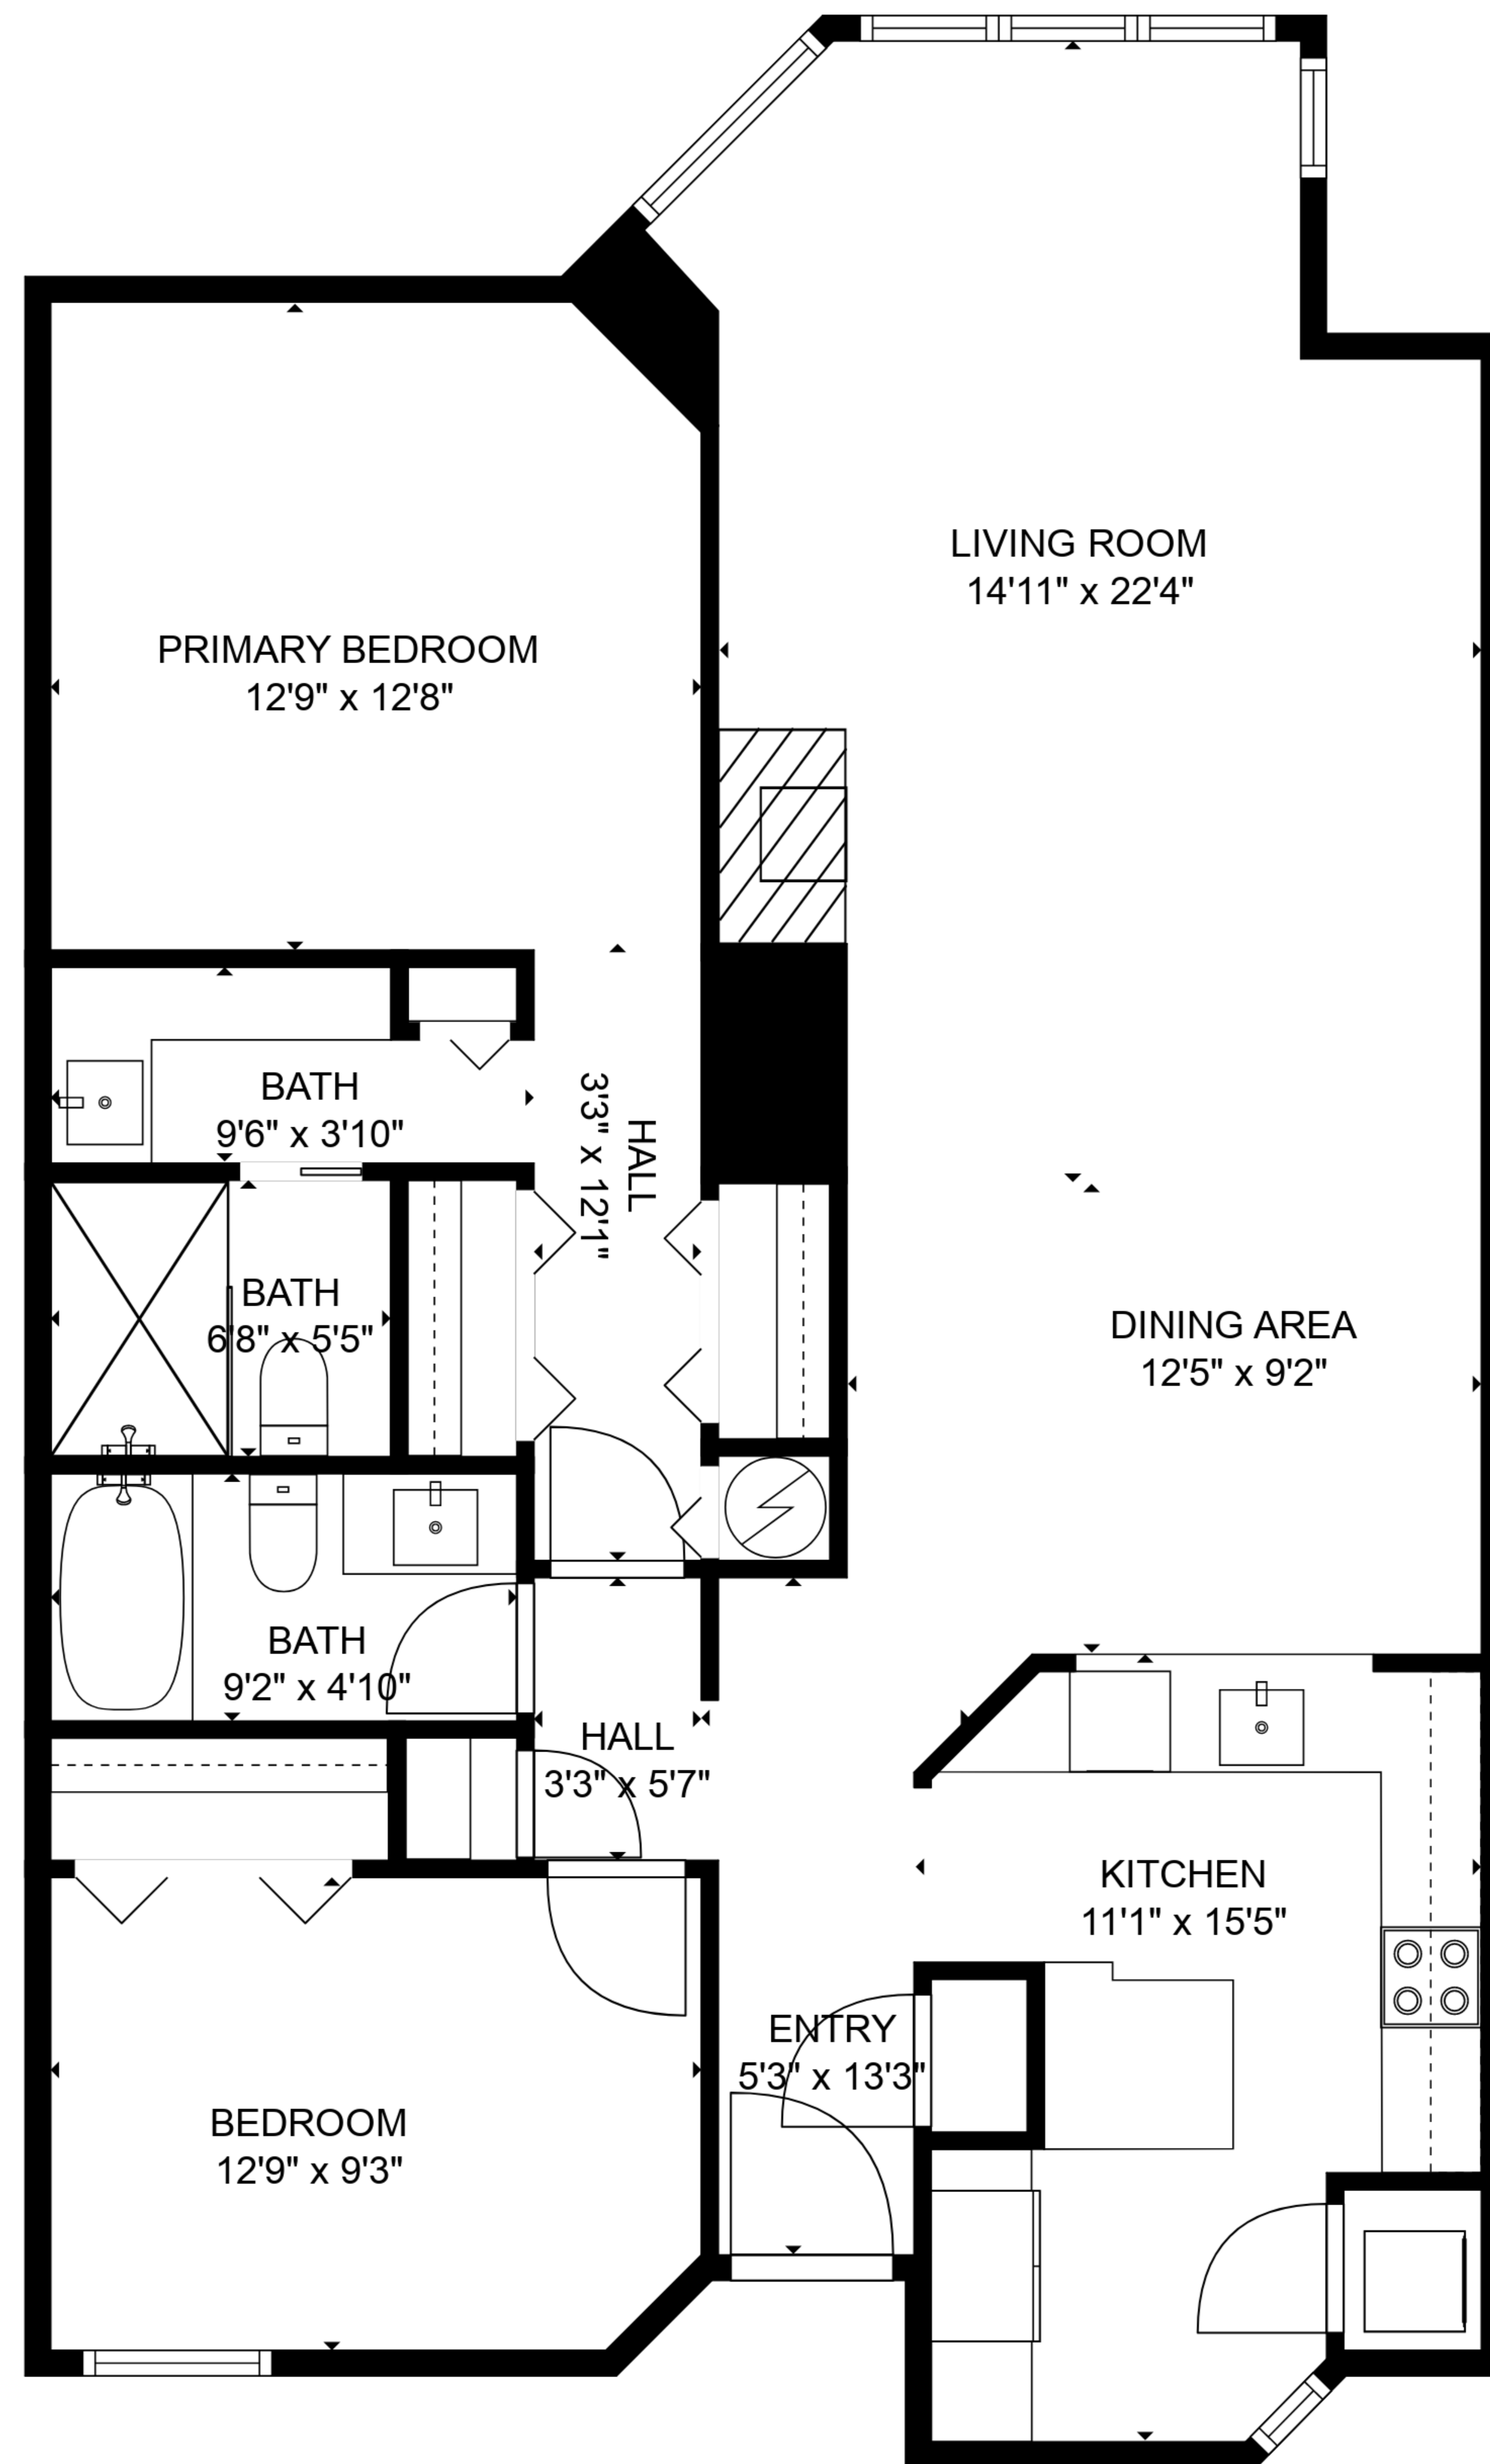 LIVING ROOM
14'11" x 22'4"
PRIMARY BEDROOM
12'9" x 12'8"
BATH
9'6" x 3'10"
HALL
3'3" x 12'1"
BATH
6'8" x 5'5"
DINING AREA
12'5" x 9'2"
BATH
9'2" x 4'10"
HALL
3'3" x 5'7"
KITCHEN
11'1" x 15'5"
ENTRY
5'3" x 13'3"
BEDROOM
12'9" x 9'3"